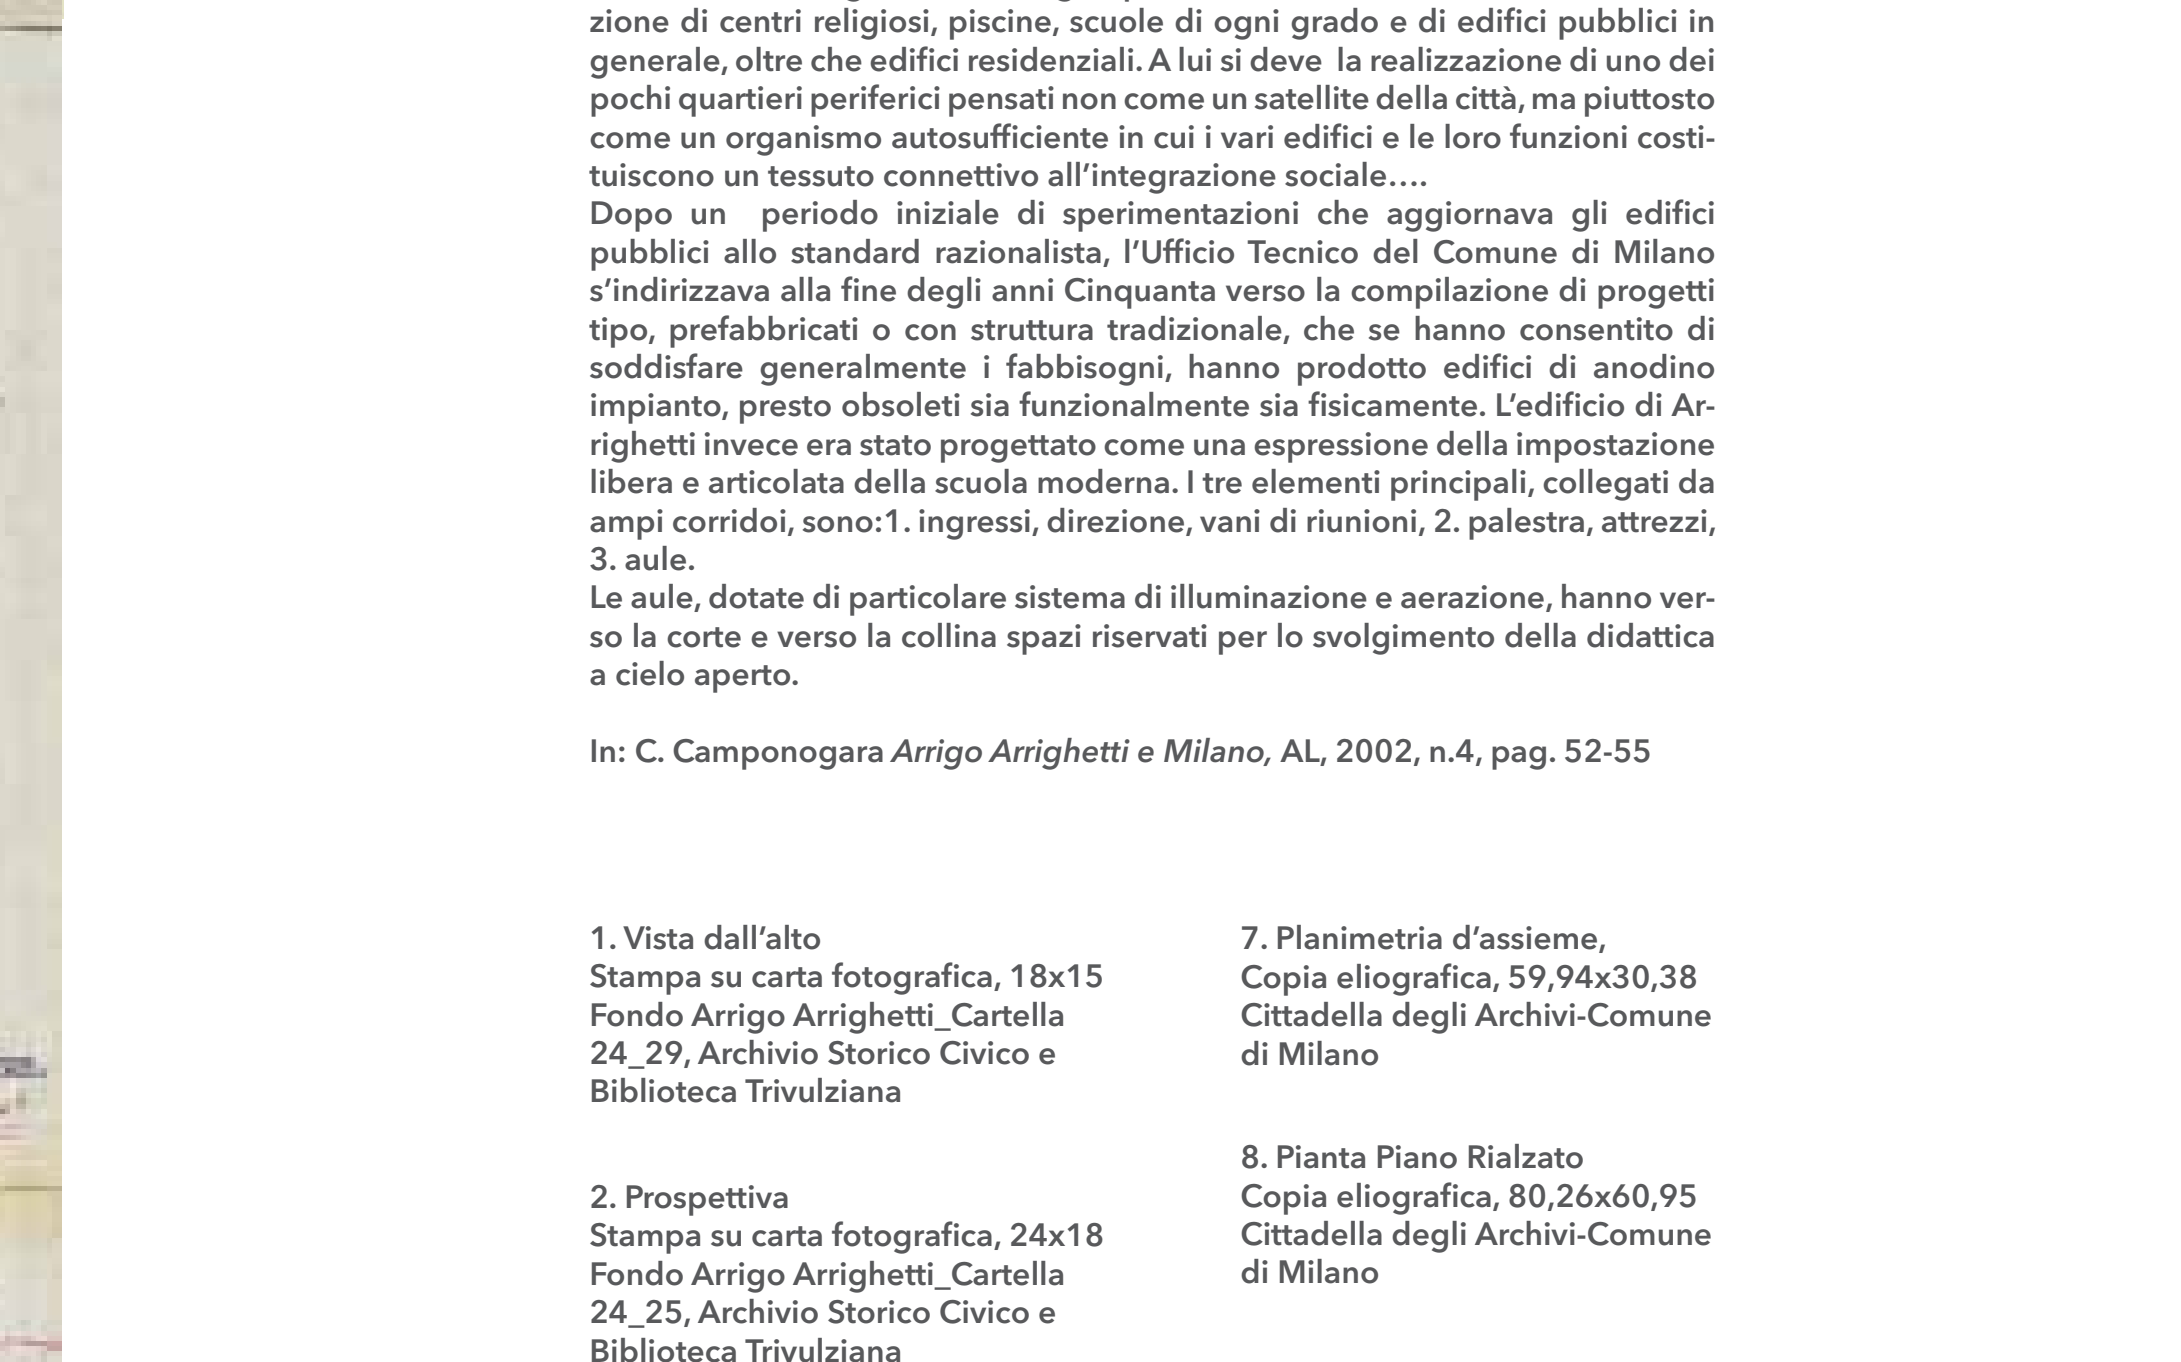 zione di centri religiosi, piscine, scuole di ogni grado e di edifici pubblici in
generale, oltre che edifici residenziali. A lui si deve  la realizzazione di uno dei
pochi quartieri periferici pensati non come un satellite della città, ma piuttosto
come un organismo autosufficiente in cui i vari edifici e le loro funzioni costi-
tuiscono un tessuto connettivo all’integrazione sociale….
Dopo un  periodo iniziale di sperimentazioni che aggiornava gli edifici
pubblici allo standard razionalista, l’Ufficio Tecnico del Comune di Milano
s’indirizzava alla fine degli anni Cinquanta verso la compilazione di progetti
tipo, prefabbricati o con struttura tradizionale, che se hanno consentito di
soddisfare generalmente i fabbisogni, hanno prodotto edifici di anodino
impianto, presto obsoleti sia funzionalmente sia fisicamente. L’edificio di Ar-
righetti invece era stato progettato come una espressione della impostazione
libera e articolata della scuola moderna. I tre elementi principali, collegati da
ampi corridoi, sono:1. ingressi, direzione, vani di riunioni, 2. palestra, attrezzi,
3. aule.
Le aule, dotate di particolare sistema di illuminazione e aerazione, hanno ver-
so la corte e verso la collina spazi riservati per lo svolgimento della didattica
a cielo aperto.
In: C. Camponogara Arrigo Arrighetti e Milano, AL, 2002, n.4, pag. 52-55
1. Vista dall’alto
Stampa su carta fotografica, 18x15
Fondo Arrigo Arrighetti_Cartella
24_29, Archivio Storico Civico e
Biblioteca Trivulziana
2. Prospettiva
Stampa su carta fotografica, 24x18
Fondo Arrigo Arrighetti_Cartella
24_25, Archivio Storico Civico e
Biblioteca Trivulziana
7. Planimetria d’assieme,
Copia eliografica, 59,94x30,38
Cittadella degli Archivi-Comune
di Milano
8. Pianta Piano Rialzato
Copia eliografica, 80,26x60,95
Cittadella degli Archivi-Comune
di Milano